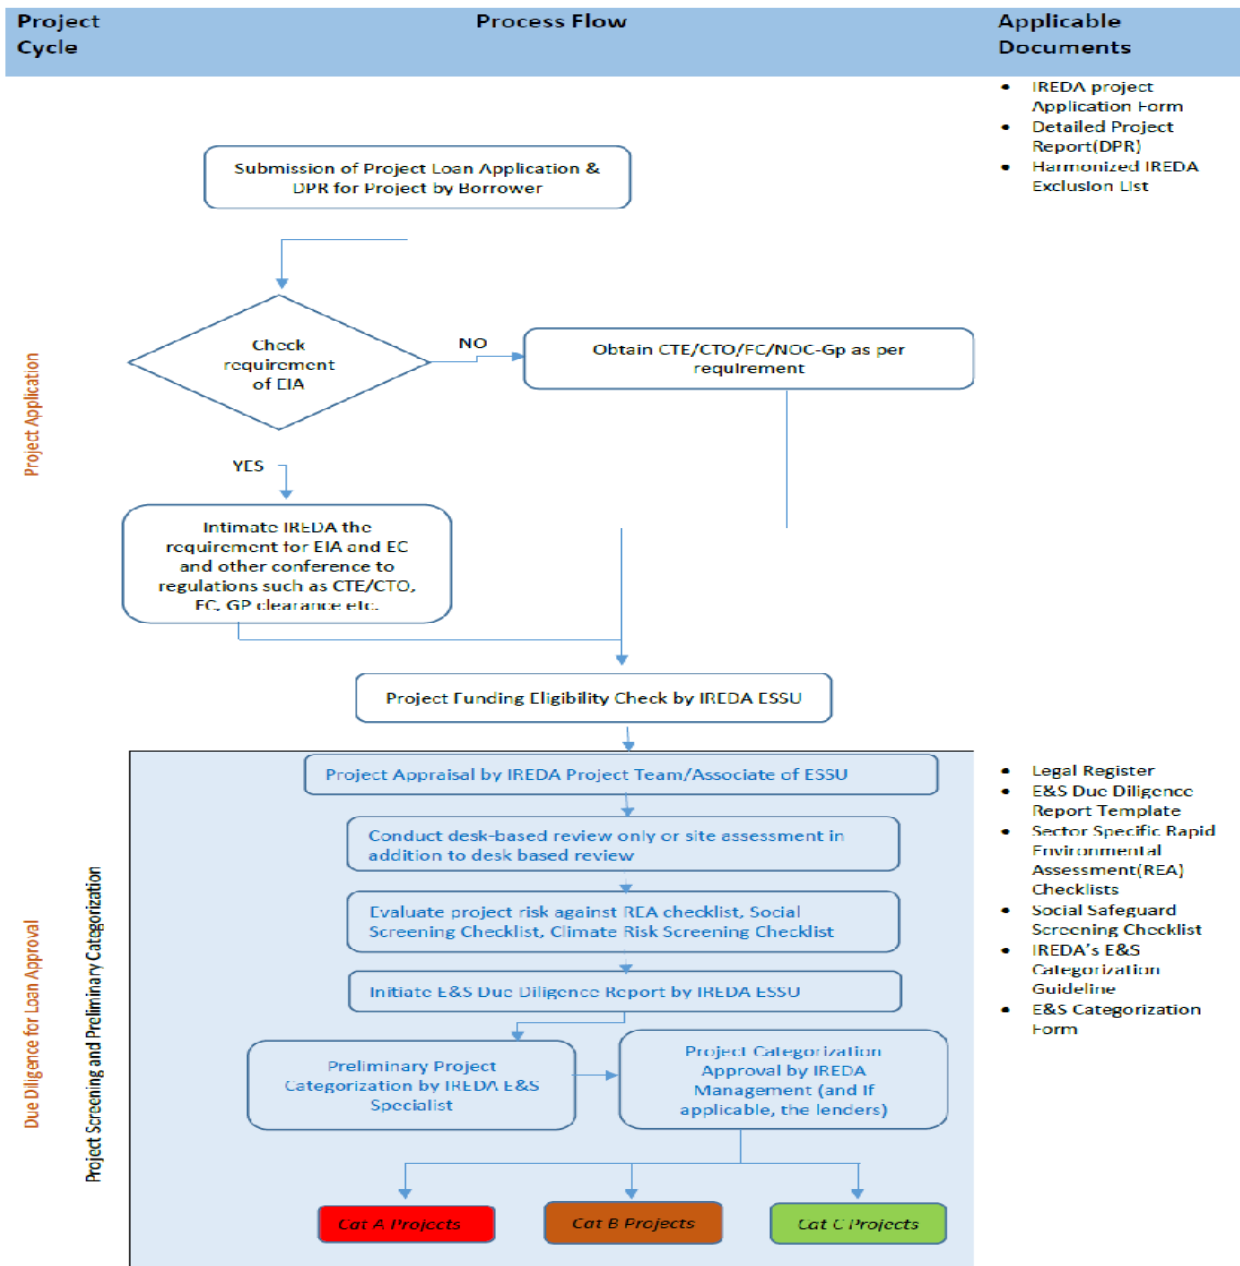 Project
Cycle
Process Flow
Applicable
Documents
• IREDA project
Application Form
• Detailed Project
Report(DPR)
• Harmonized IREDA
Exclusion List
Submission of Project Loan Application &
DPR for Project by Borrower
Project Application
Check
requirement
of EIA
NO
Obtain CTE/CTO/FC/NOC-Gp as per
requirement
YES
Intimate IREDA the
requirement for EIA and EC
and other conference to
regulations such as CTE/CTO,
FC, GP clearance etc.
Project Funding Eligibility Check by IREDA ESSU
Due Diligence for Loan Approval
Project Screening and Preliminary Categorization
Project Appraisal by IREDA Project Team/Associate of ESSU
Conduct desk-based review only or site assessment in
addition to desk based review
Evaluate project risk against REA checklist, Social
Screening Checklist, Climate Risk Screening Checklist
Initiate E&S Due Diligence Report by IREDA ESSU
Preliminary Project
Categorization by IREDA E&S
Specialist
Project Categorization
Approval by IREDA
Management (and If
applicable, the lenders)
Cat A Projects
Cat B Projects
Cat C Projects
• Legal Register
• E&S Due Diligence
Report Template
• Sector Specific Rapid
Environmental
Assessment(REA)
Checklists
• Social Safeguard
Screening Checklist
• IREDA's E&S
Categorization
Guideline
• E&S Categorization
Form